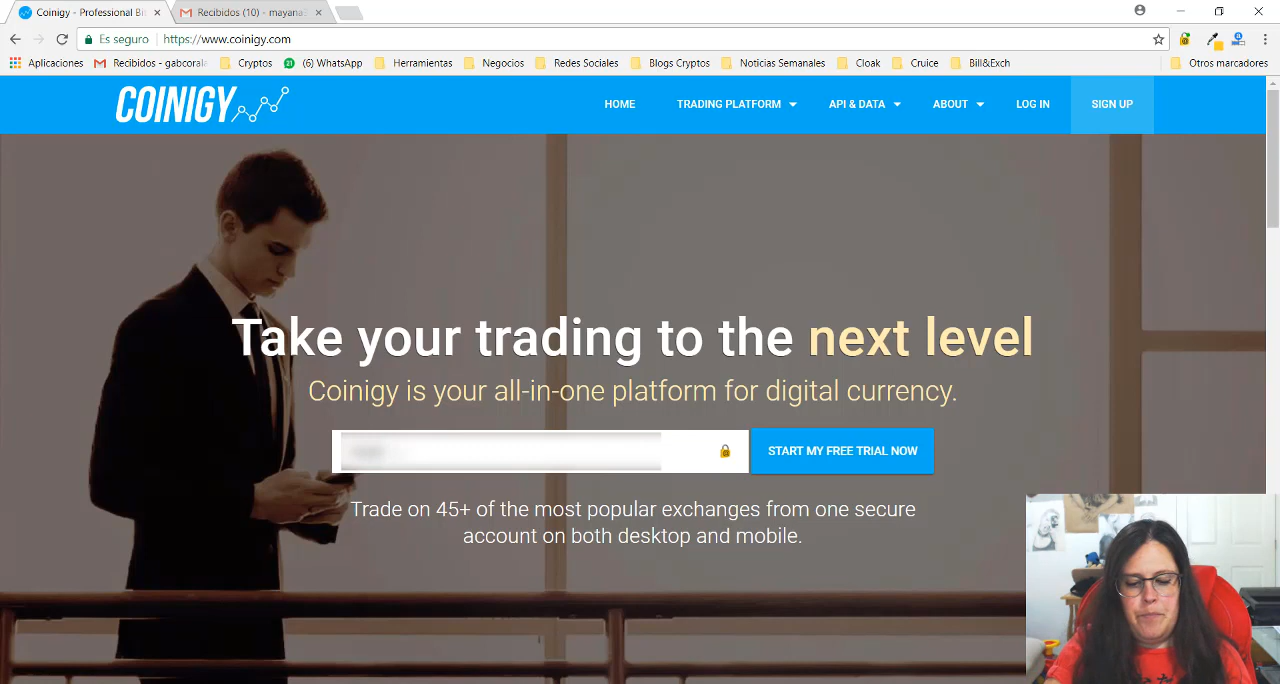 Coinigy - Professional Bit
Recibidos (10) - mayana
Es seguro
https://www.coinigy.com
Aplicaciones
Recibidos - gabcoral
Cryptos
21
(6) WhatsApp
Herramientas
Negoci
Redes Sociales
Blogs Cryptos
Noticias Semanales
Cloak
Cruice
Bill&Exch
Otros marcadores
COINIGY
HOME
TRADING PLATFORM
API & DATA
ABOUT
LOG IN
SIGN UP
Take your trading to the next level
Coinigy is your all-in-one platform for digital currency.
START MY FREE TRIAL NOW
Trade on 45+ of the most popular exchanges from one secure
account on both desktop and mobile.